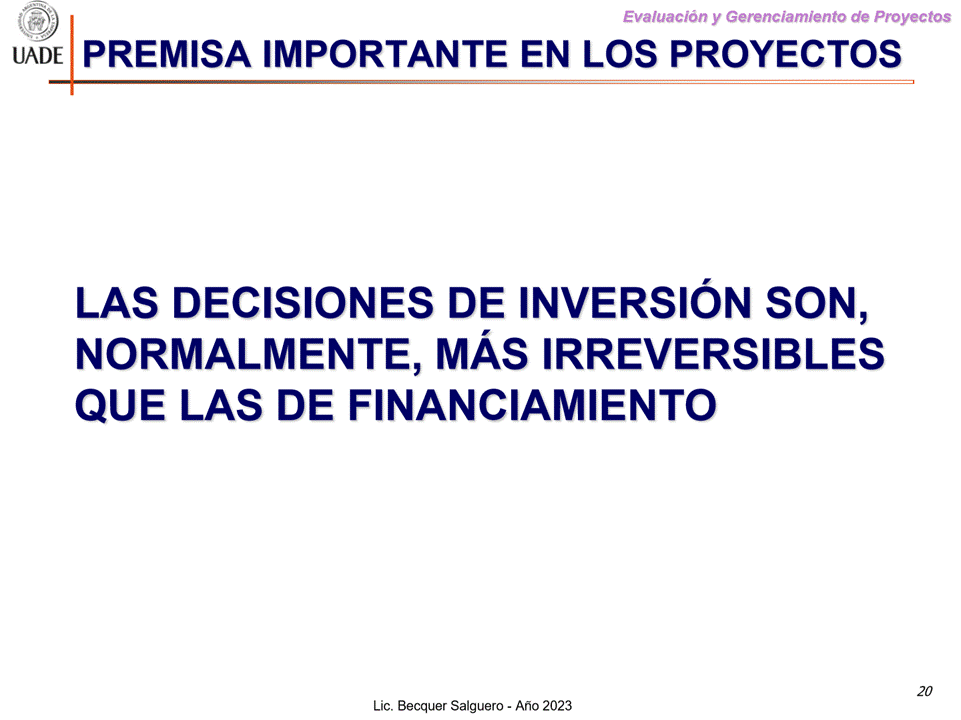 Evaluación y Gerenciamiento de Proyectos
UADE
PREMISA IMPORTANTE EN LOS PROYECTOS
LAS DECISIONES DE INVERSIÓN SON,
NORMALMENTE, MÁS IRREVERSIBLES
QUE LAS DE FINANCIAMIENTO
20
Lic. Becquer Salguero - Año 2023